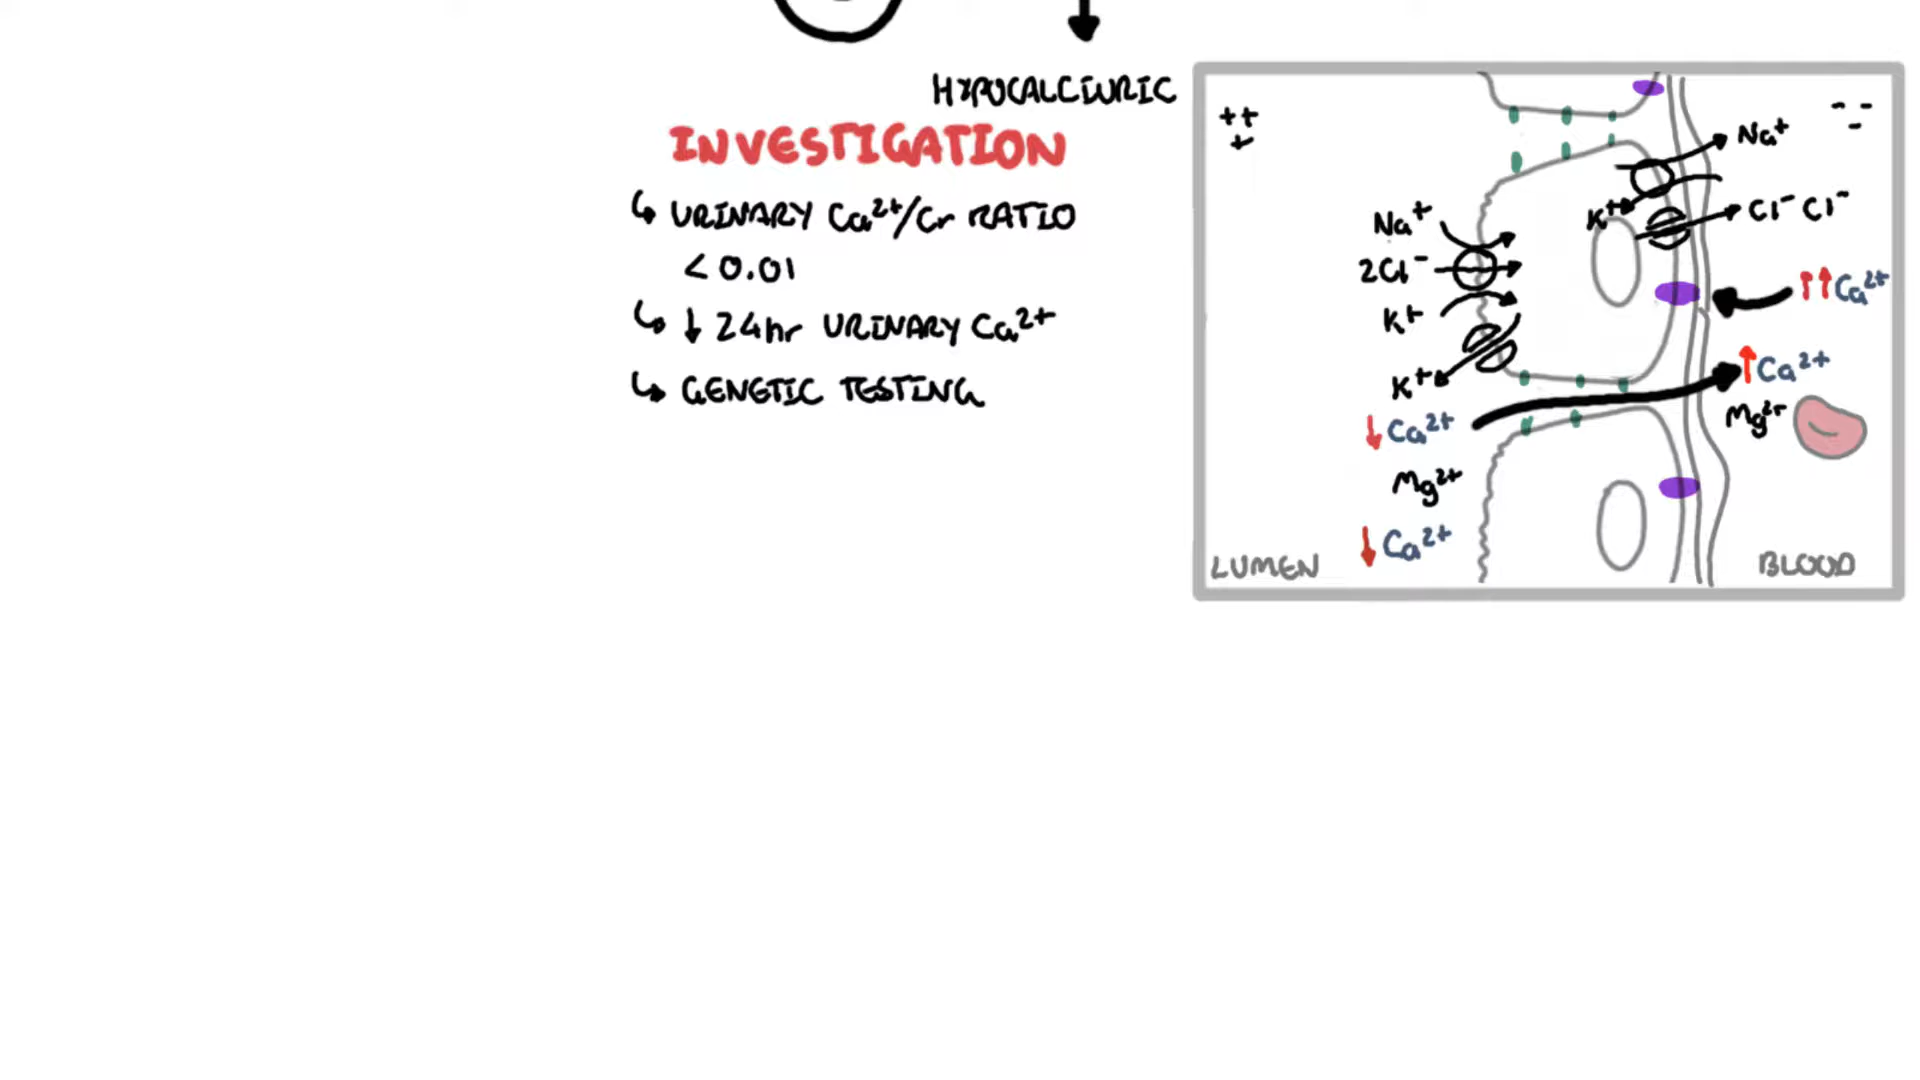 HYPOCALCIURIC
INVESTIGATION
↳ URINARY Ca²⁺/Cr RATIO
< 0.01
↳ ↓ 24hr URINARY Ca²⁺
↳ GENETIC TESTING
++
+
-- 
-
Na⁺
K⁺
Cl⁻ Cl⁻
Na⁺
2Cl⁻
K⁺
K⁺
↑↑Ca²⁺
↑Ca²⁺
Mg²⁺
↓Ca²⁺
Mg²⁺
↓Ca²⁺
LUMEN
BLOOD